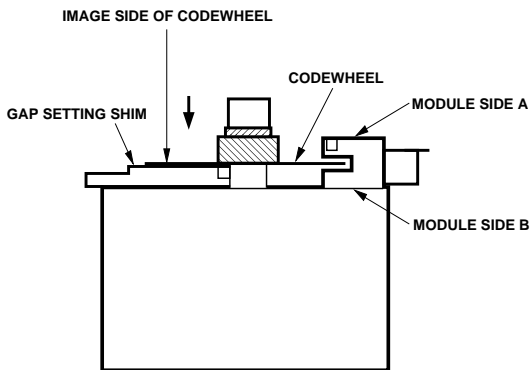 IMAGE SIDE OF CODEWHEEL
CODEWHEEL
MODULE SIDE A
GAP SETTING SHIM
MODULE SIDE B